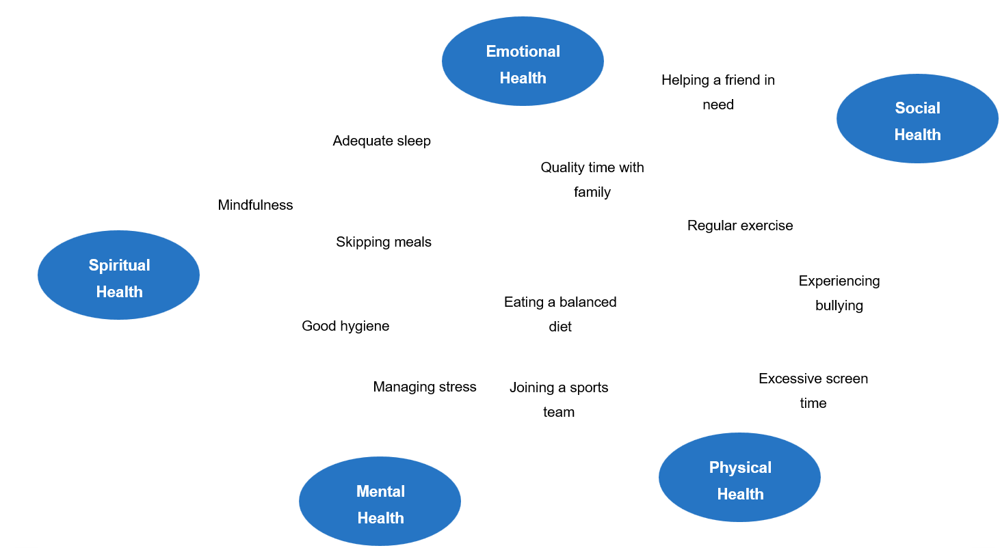 Emotional
Health
Helping a friend in
need
Social
Health
Adequate sleep
Quality time with
family
Mindfulness
Regular exercise
Skipping meals
Spiritual
Health
Experiencing
bullying
Eating a balanced
diet
Good hygiene
Managing stress
Joining a sports
team
Excessive screen
time
Mental
Health
Physical
Health